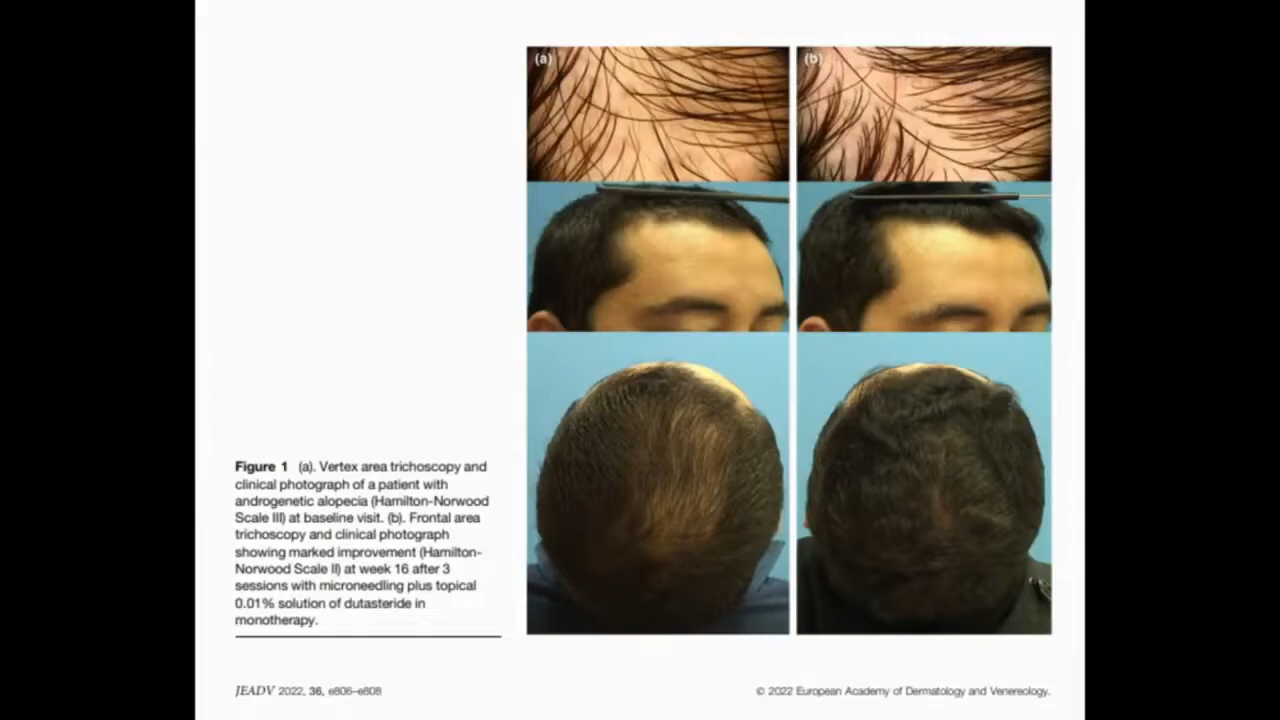 (a)
(b)
Figure 1 (a). Vertex area trichoscopy and
clinical photograph of a patient with
androgenetic alopecia (Hamilton-Norwood
Scale III) at baseline visit. (b). Frontal area
trichoscopy and clinical photograph
showing marked improvement (Hamilton-
Norwood Scale II) at week 16 after 3
sessions with microneedling plus topical
0.01% solution of dutasteride in
monotherapy.
JEADV 2022, 36, e806–e808
© 2022 European Academy of Dermatology and Venereology.